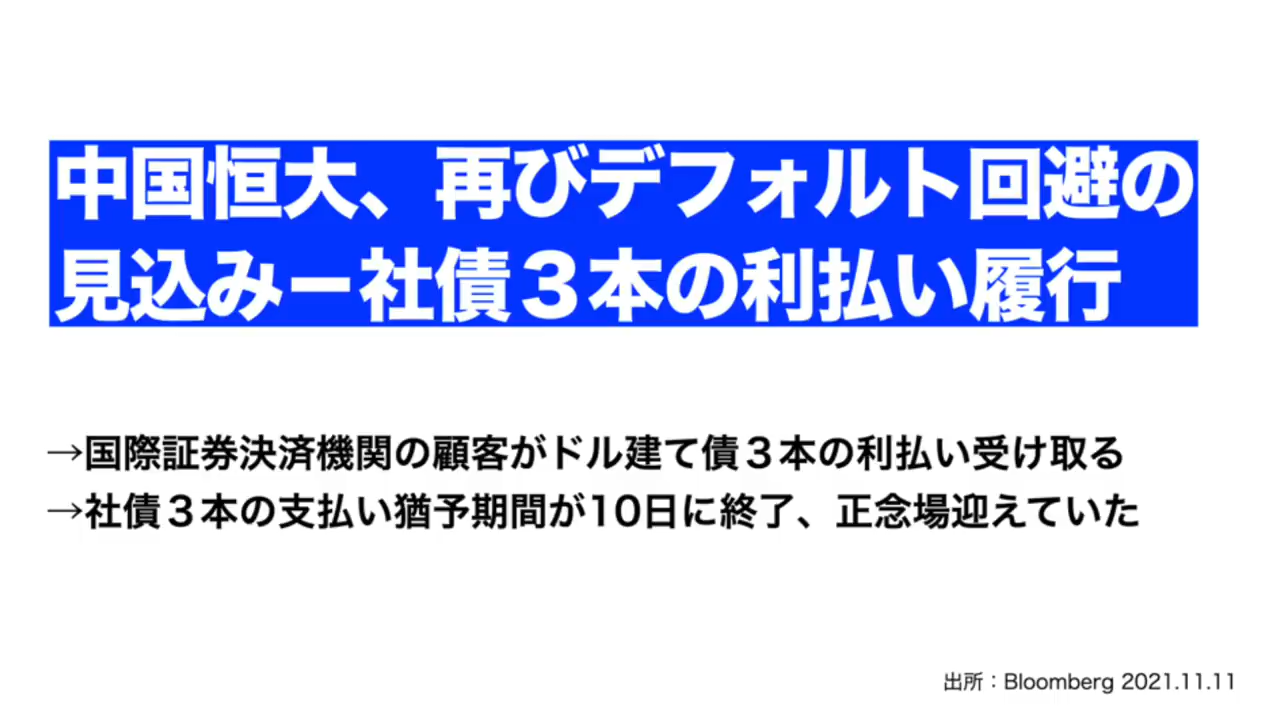 中国恒大、再びデフォルト回避の
見込みー社債３本の利払い履行
→国際証券決済機関の顧客がドル建て債３本の利払い受け取る
→社債３本の支払い猶予期間が10日に終了、正念場迎えていた
出所：Bloomberg 2021.11.11